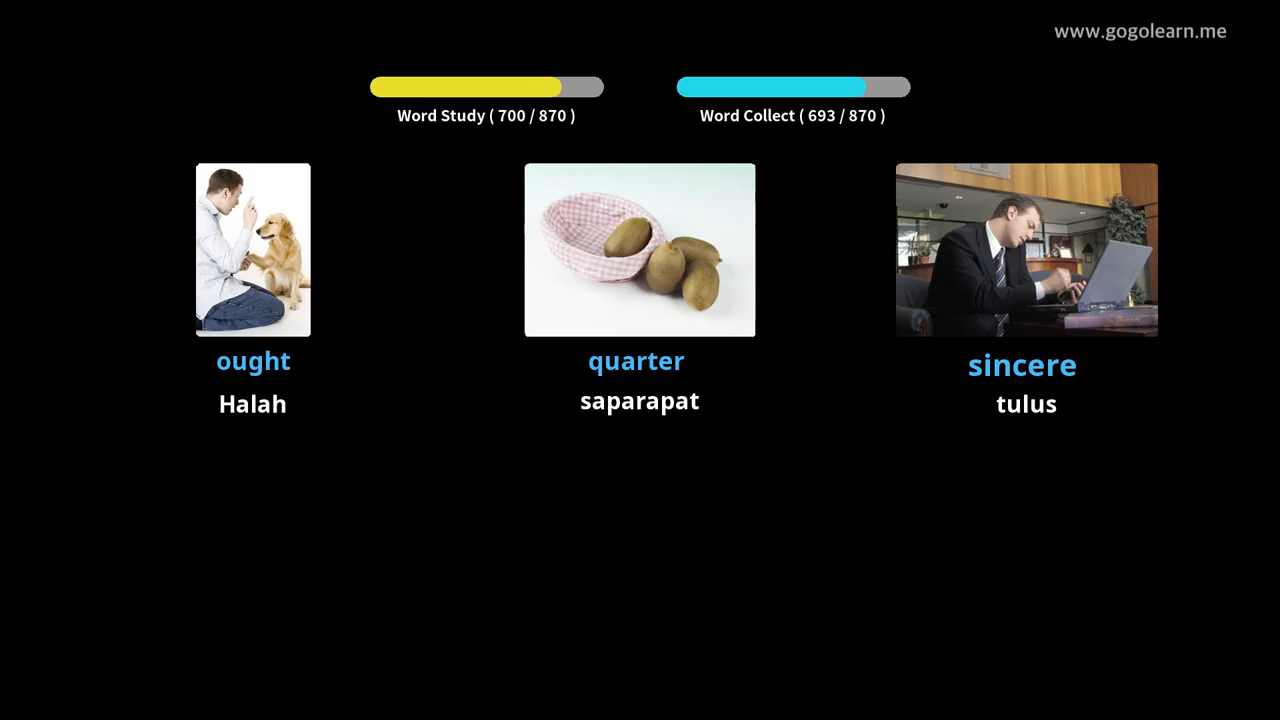 www.gogolearn.me
Word Study ( 700 / 870 )
Word Collect ( 693 / 870 )
ought
Halah
quarter
saparapat
sincere
tulus